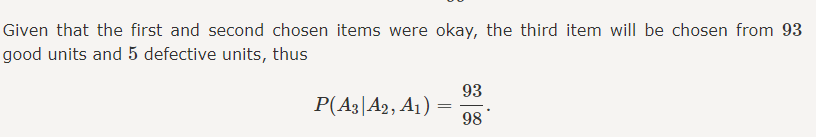 Given that the first and second chosen items were okay, the third item will be chosen from 93
good units and 5 defective units, thus
P(A₃|A₂, A₁) = 93/98.